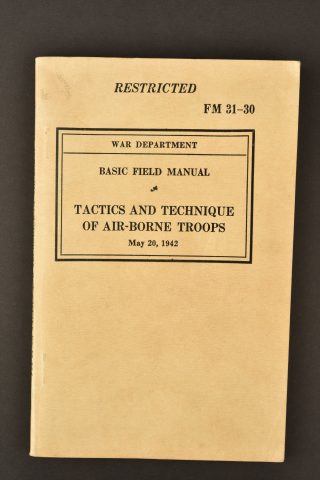 RESTRICTED
FM 31-30
WAR DEPARTMENT
BASIC FIELD MANUAL
TACTICS AND TECHNIQUE
OF AIR-BORNE TROOPS
May 20, 1942